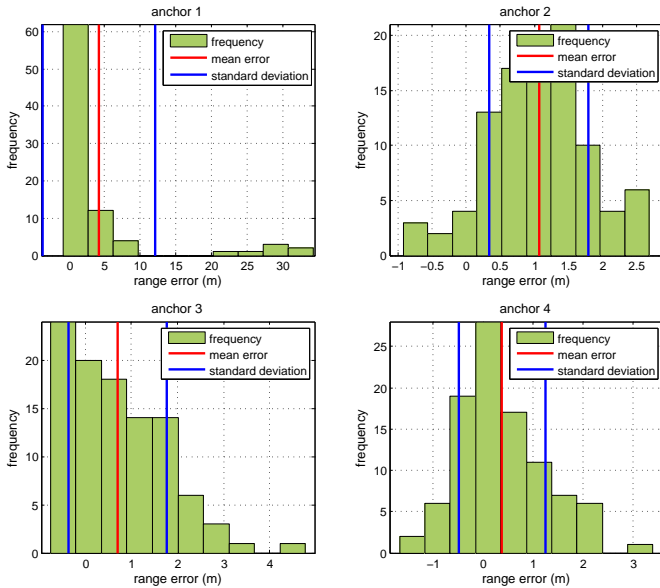 anchor 1
frequency
60
50
40
30
20
10
0
frequency
mean error
standard deviation
0 5 10 15 20 25 30
range error (m)
anchor 2
frequency
20
15
10
5
0
frequency
mean error
standard deviation
−1 −0.5 0 0.5 1 1.5 2 2.5
range error (m)
anchor 3
frequency
20
15
10
5
0
frequency
mean error
standard deviation
0 1 2 3 4
range error (m)
anchor 4
frequency
25
20
15
10
5
0
frequency
mean error
standard deviation
−1 0 1 2 3
range error (m)